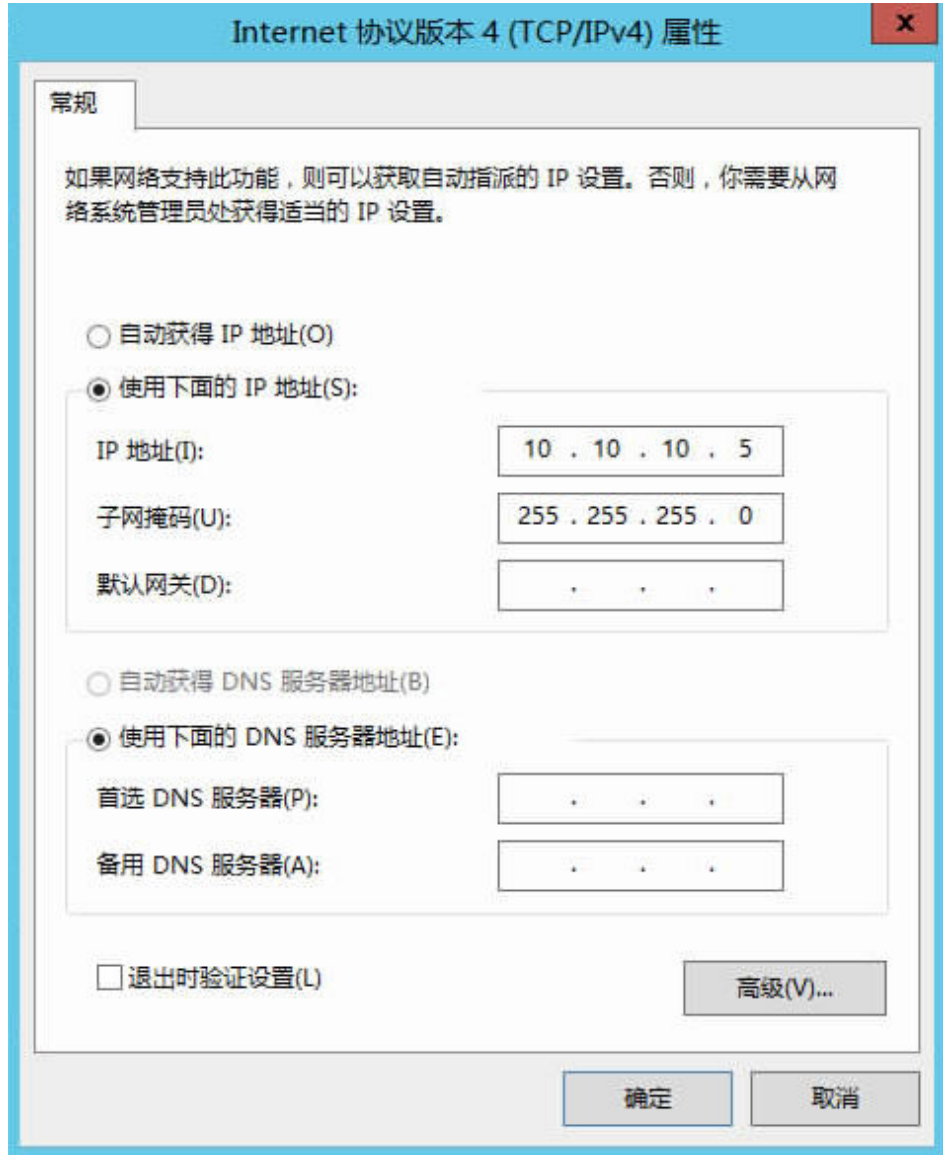 Internet 协议版本 4 (TCP/IPv4) 属性
x
常规
如果网络支持此功能，则可以获取自动指派的 IP 设置。否则，你需要从网
络系统管理员处获得适当的 IP 设置。
自动获得 IP 地址(O)
使用下面的 IP 地址(S):
IP 地址(I): 10 . 10 . 10 . 5
子网掩码(U): 255 . 255 . 255 . 0
默认网关(D): . . .
自动获得 DNS 服务器地址(B)
使用下面的 DNS 服务器地址(E):
首选 DNS 服务器(P): . . .
备用 DNS 服务器(A): . . .
退出时验证设置(L)
高级(V)...
确定 取消